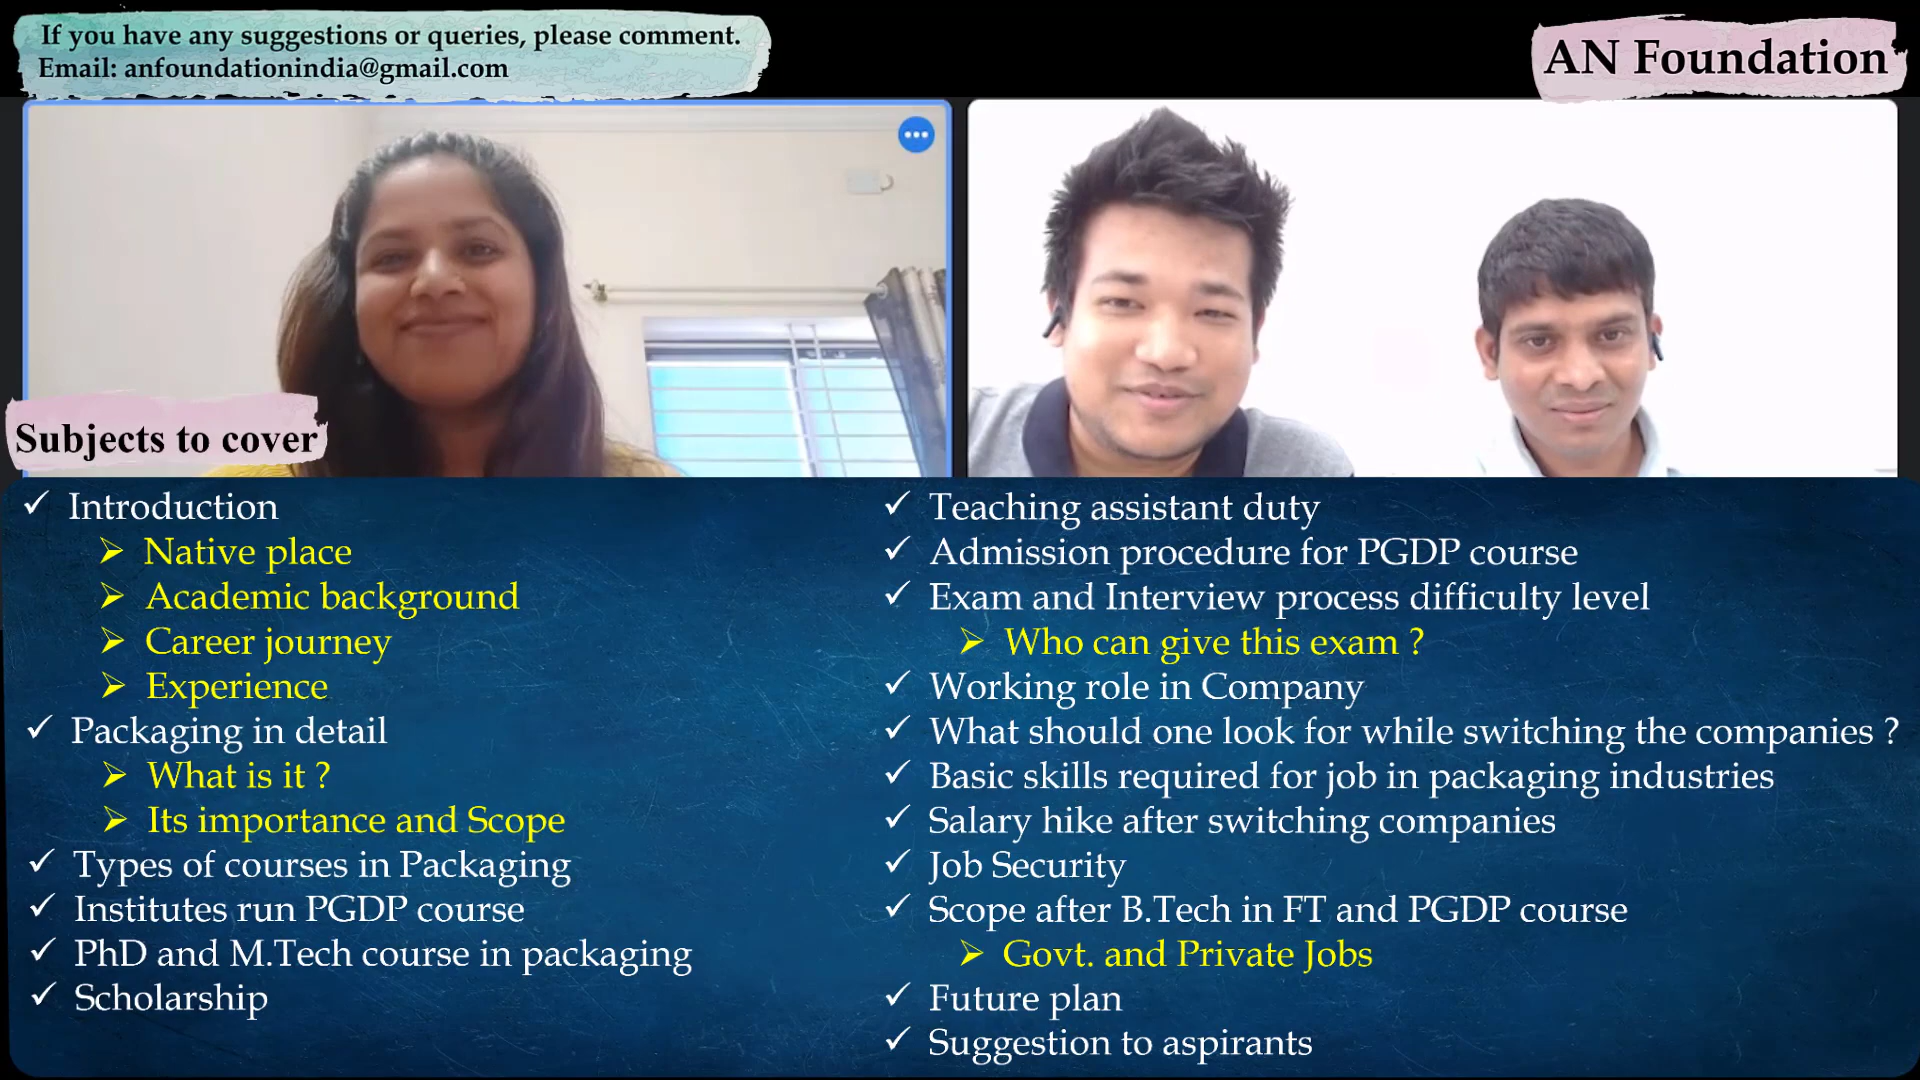 If you have any suggestions or queries, please comment.
Email: anfoundationindia@gmail.com
AN Foundation
Subjects to cover
✓ Introduction
➢ Native place
➢ Academic background
➢ Career journey
➢ Experience
✓ Packaging in detail
➢ What is it ?
➢ Its importance and Scope
✓ Types of courses in Packaging
✓ Institutes run PGDP course
✓ PhD and M.Tech course in packaging
✓ Scholarship
✓ Teaching assistant duty
✓ Admission procedure for PGDP course
✓ Exam and Interview process difficulty level
➢ Who can give this exam ?
✓ Working role in Company
✓ What should one look for while switching the companies ?
✓ Basic skills required for job in packaging industries
✓ Salary hike after switching companies
✓ Job Security
✓ Scope after B.Tech in FT and PGDP course
➢ Govt. and Private Jobs
✓ Future plan
✓ Suggestion to aspirants